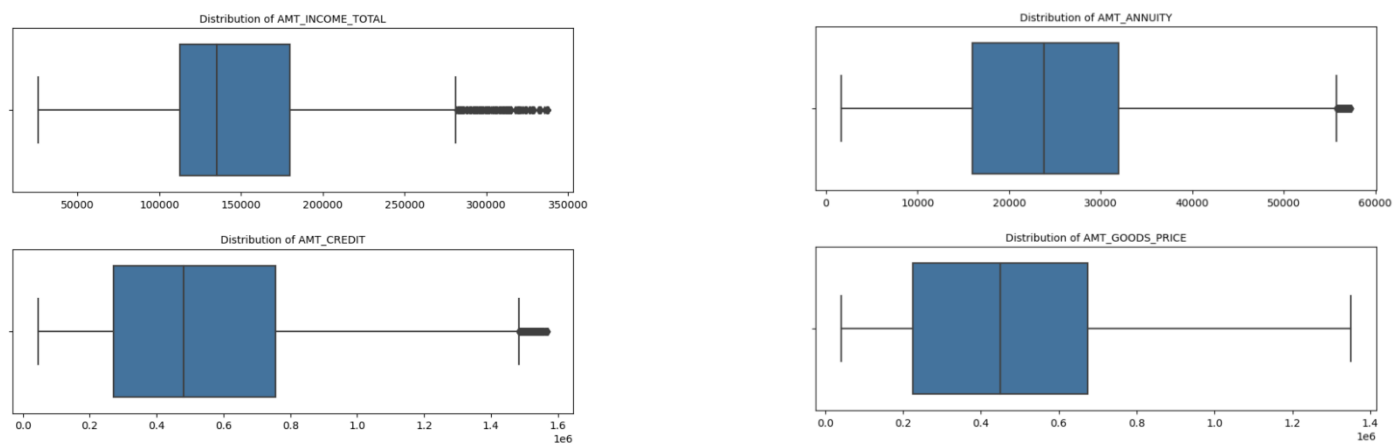 Distribution of AMT_INCOME_TOTAL
50000 100000 150000 200000 250000 300000 350000
Distribution of AMT_ANNUITY
0 10000 20000 30000 40000 50000 60000
Distribution of AMT_CREDIT
0.0 0.2 0.4 0.6 0.8 1.0 1.2 1.4 1.6
1e6
Distribution of AMT_GOODS_PRICE
0.0 0.2 0.4 0.6 0.8 1.0 1.2 1.4
1e6